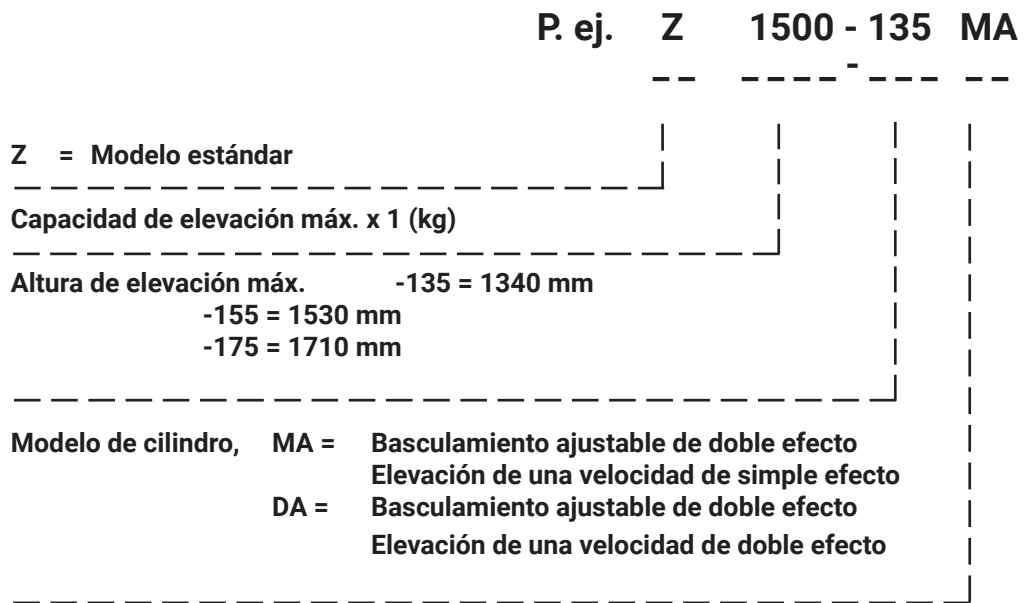 P. ej. Z 1500 - 135 MA
-
Z = Modelo estándar
Capacidad de elevación máx. x 1 (kg)
Altura de elevación máx. -135 = 1340 mm
-155 = 1530 mm
-175 = 1710 mm
Modelo de cilindro, MA = Basculamiento ajustable de doble efecto
Elevación de una velocidad de simple efecto
DA = Basculamiento ajustable de doble efecto
Elevación de una velocidad de doble efecto